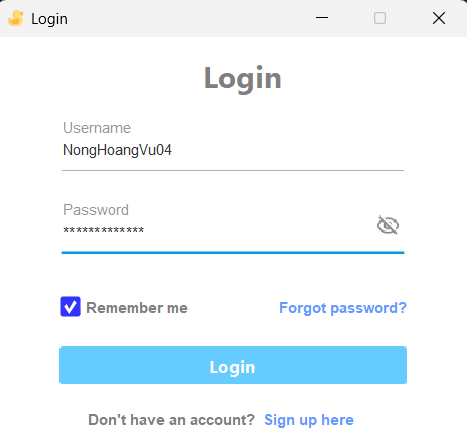 Login
Login
Username
NongHoangVu04
Password
*************
Remember me Forgot password?
Login
Don't have an account? Sign up here